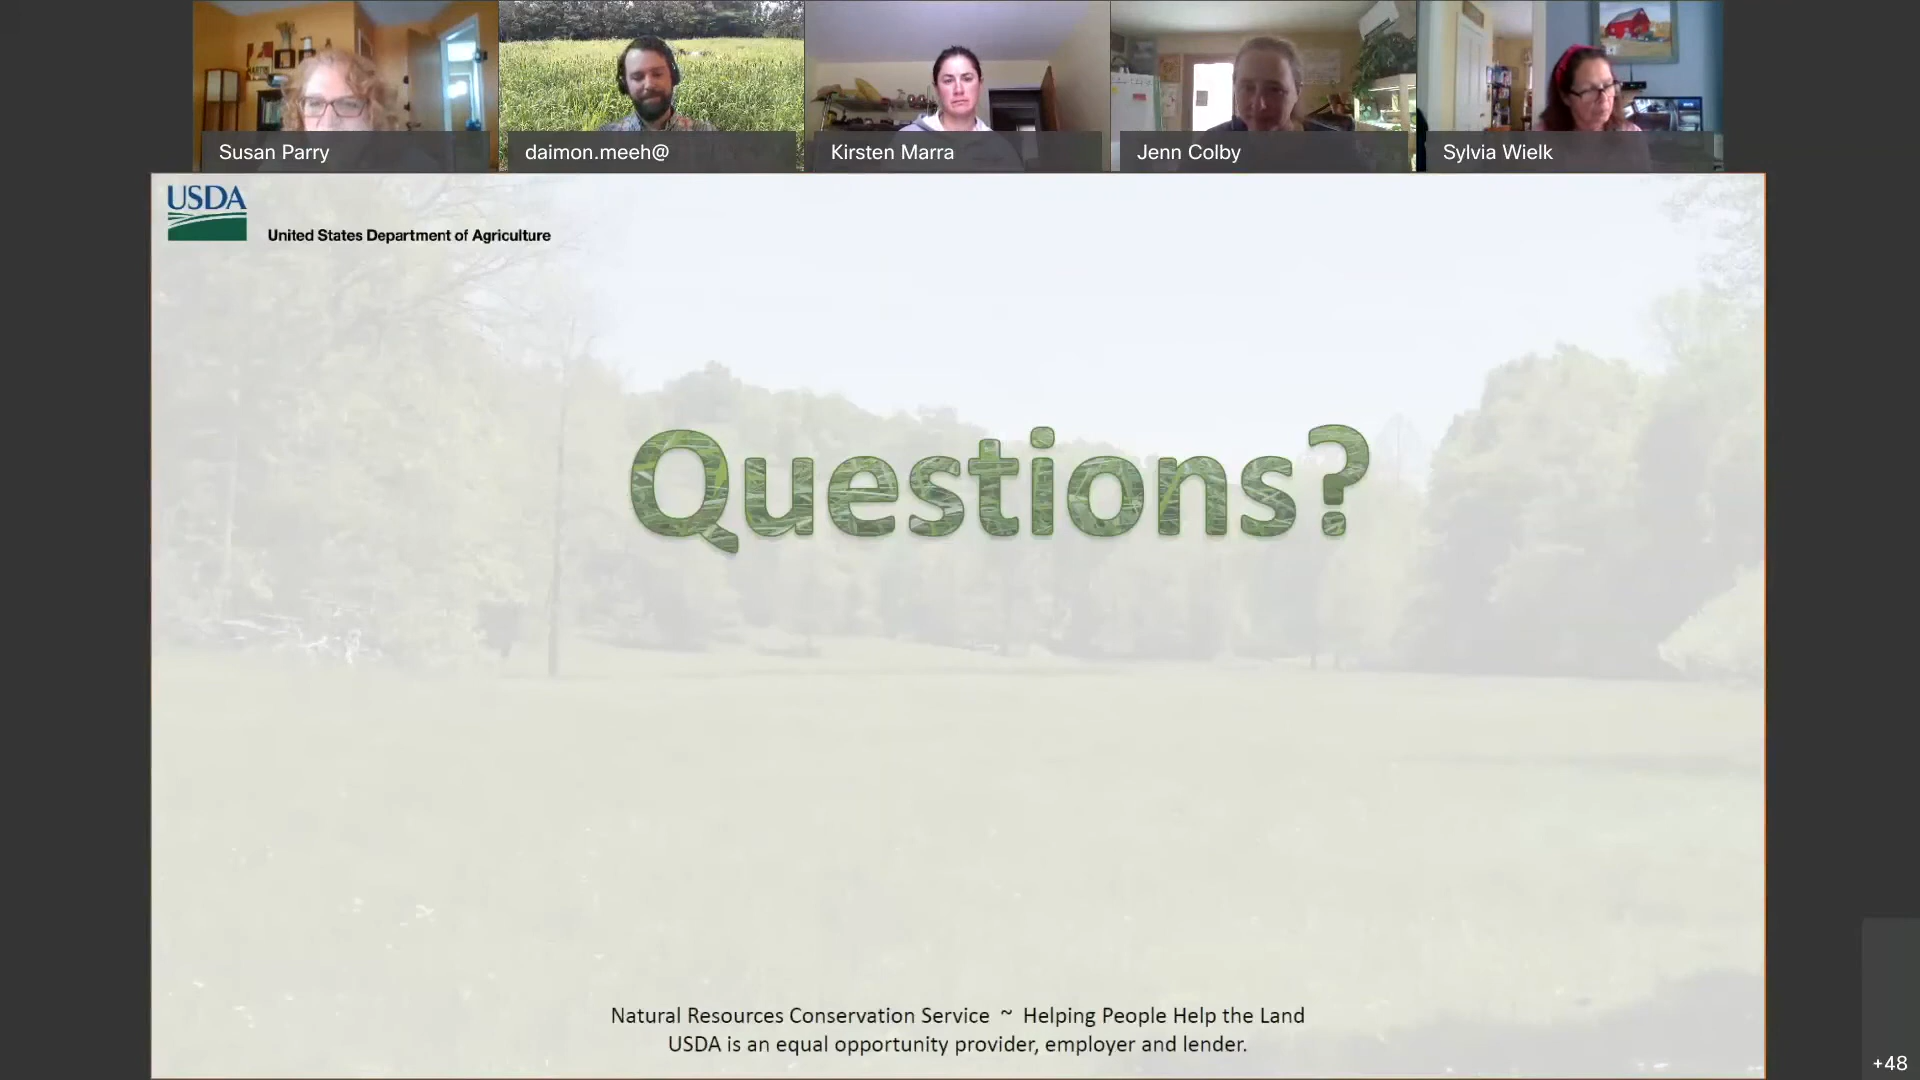 Susan Parry
daimon.meeh@
Kirsten Marra
Jenn Colby
Sylvia Wielk
USDA
United States Department of Agriculture
Questions?
Natural Resources Conservation Service ~ Helping People Help the Land
USDA is an equal opportunity provider, employer and lender.
+48